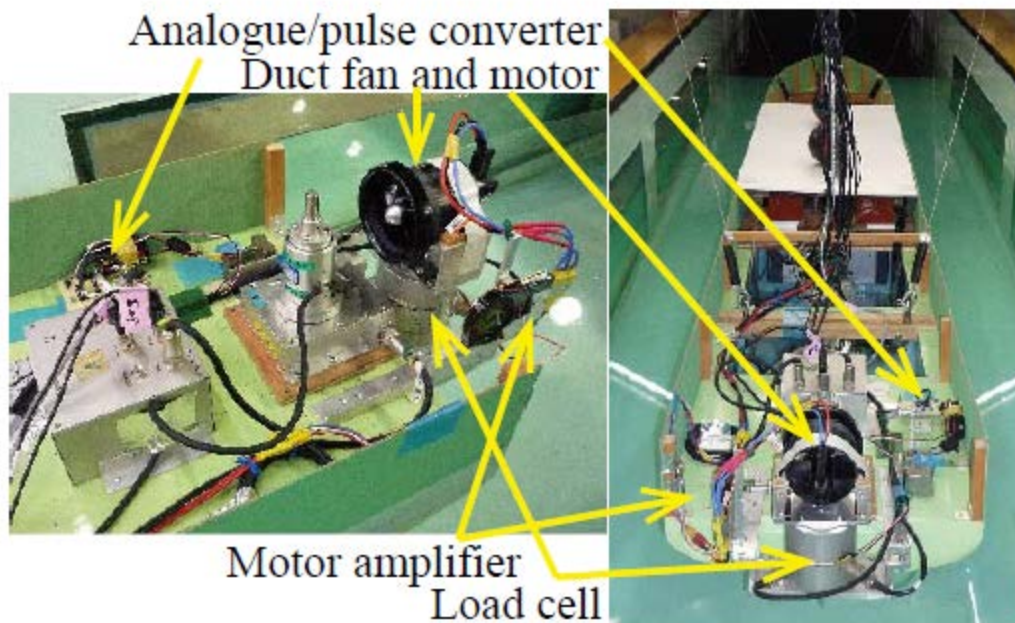 Analogue/pulse converter
Duct fan and motor
Motor amplifier
Load cell